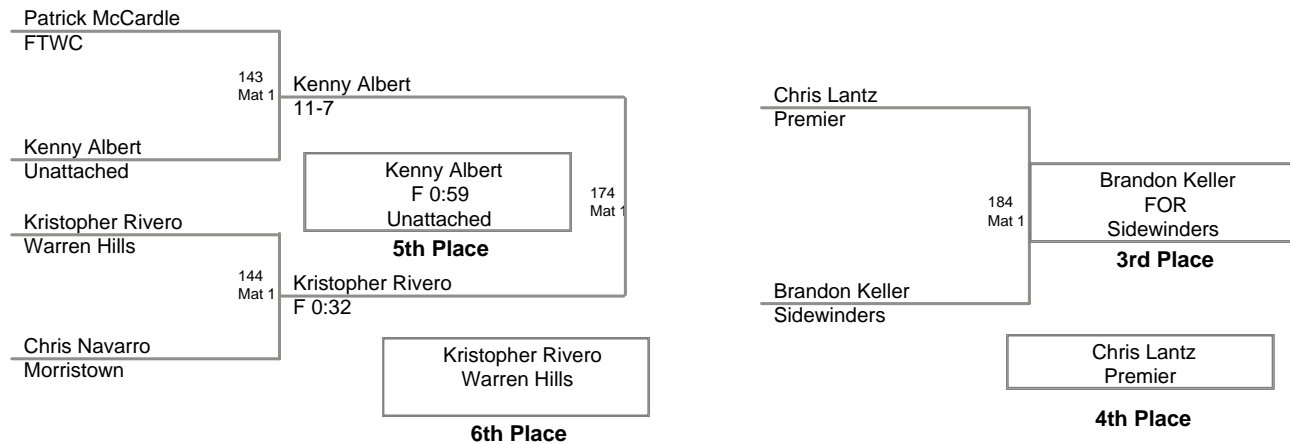 Patrick McCardle
FTWC
143
Mat 1
Kenny Albert
11-7
Kenny Albert
Unattached
Kenny Albert
F 0:59
Unattached
5th Place
174
Mat 1
Kristopher Rivero
Warren Hills
144
Mat 1
Kristopher Rivero
F 0:32
Chris Navarro
Morristown
Kristopher Rivero
Warren Hills
6th Place
Chris Lantz
Premier
184
Mat 1
Brandon Keller
FOR
Sidewinders
3rd Place
Brandon Keller
Sidewinders
Chris Lantz
Premier
4th Place